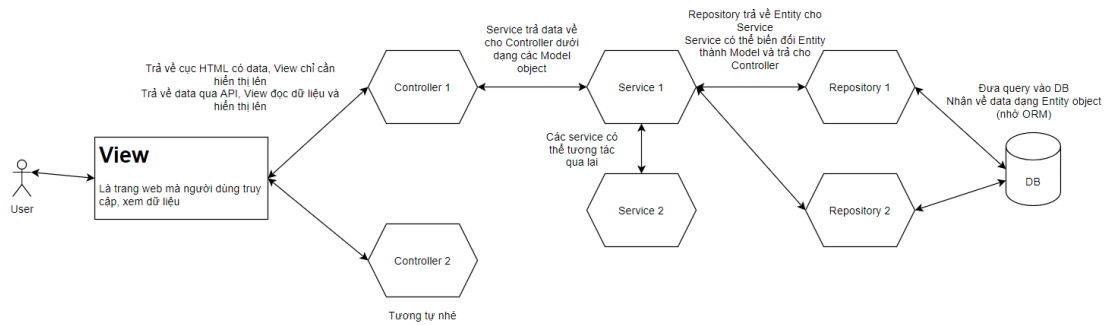 Trả về cục HTML có data, View chỉ cần
hiển thị lên
Trả về data qua API, View đọc dữ liệu và
hiển thị lên
Service trả data về
cho Controller dưới
dạng các Model
object
Repository trả về Entity cho
Service
Service có thể biến đổi Entity
thành Model và trả cho
Controller
Đưa query vào DB
Nhận về data dạng Entity object
(nhờ ORM)
Controller 1
Service 1
Repository 1
Các service có
thể tương tác
qua lại
View
Là trang web mà người dùng truy
cập, xem dữ liệu
User
DB
Service 2
Repository 2
Controller 2
Tương tự nhé